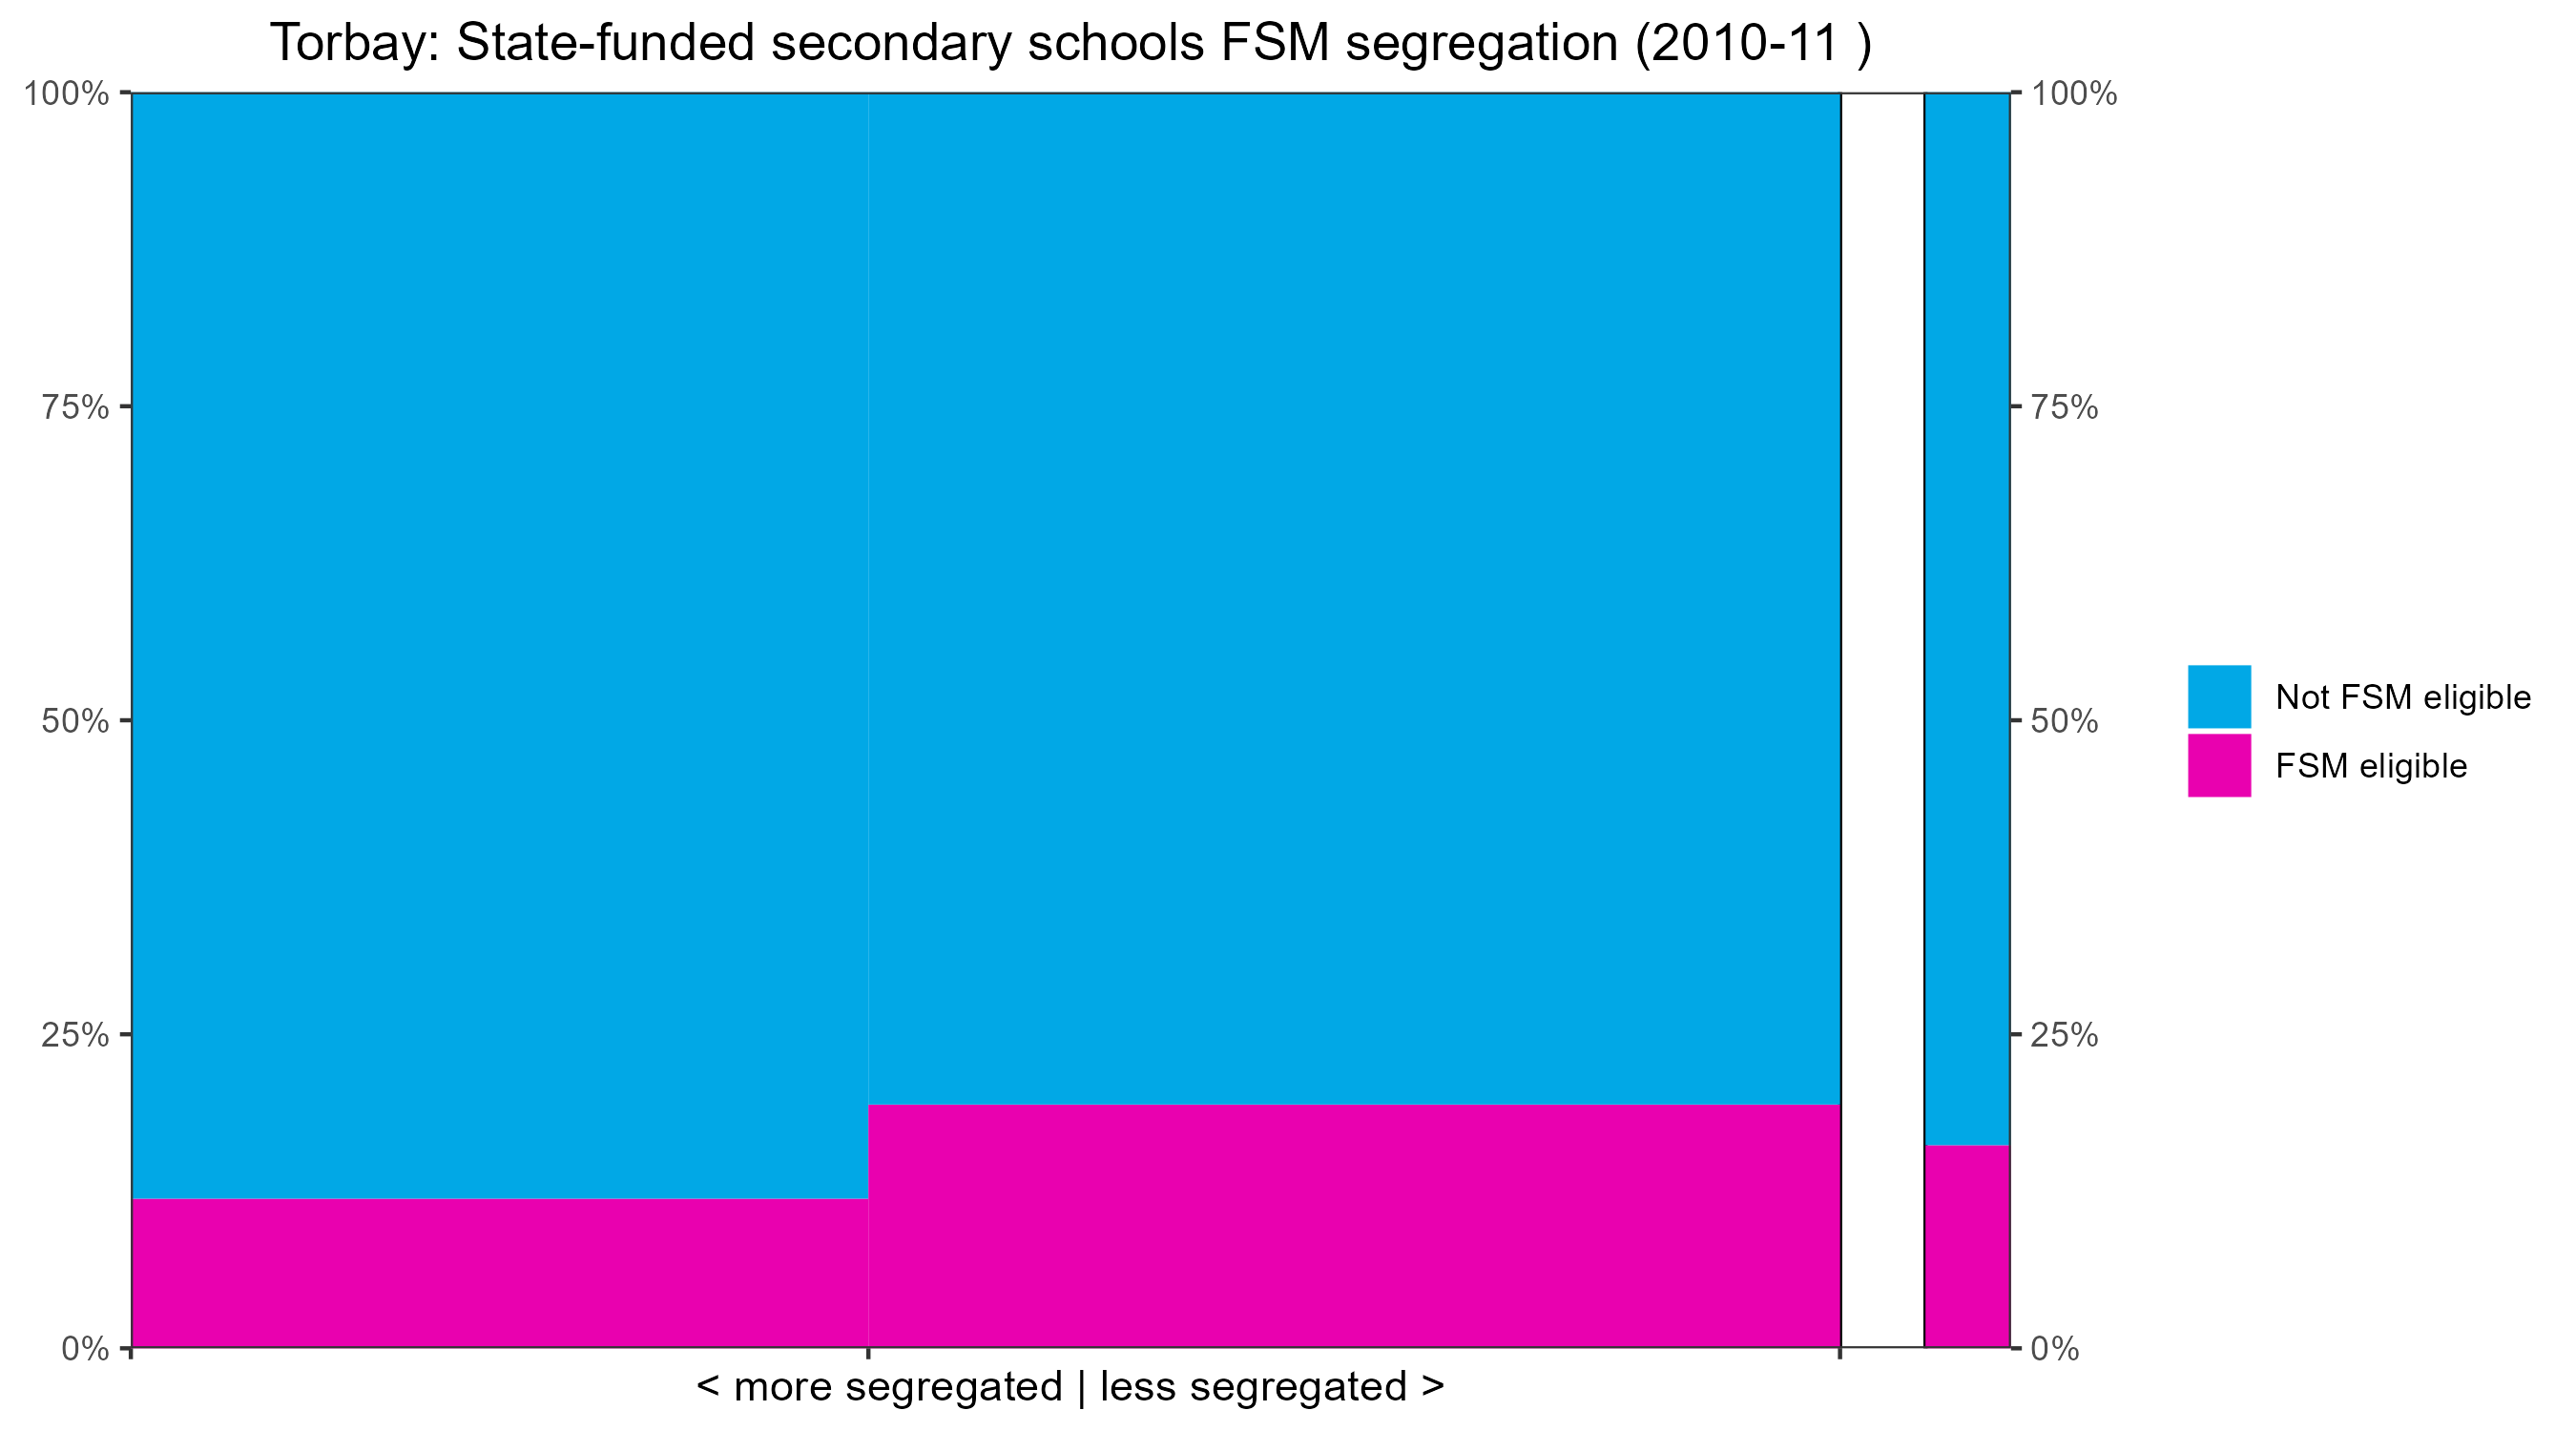 Torbay: State-funded secondary schools FSM segregation (2010-11 )
100%
75%
50%
25%
0%
100%
75%
50%
25%
0%
Not FSM eligible
FSM eligible
< more segregated | less segregated >